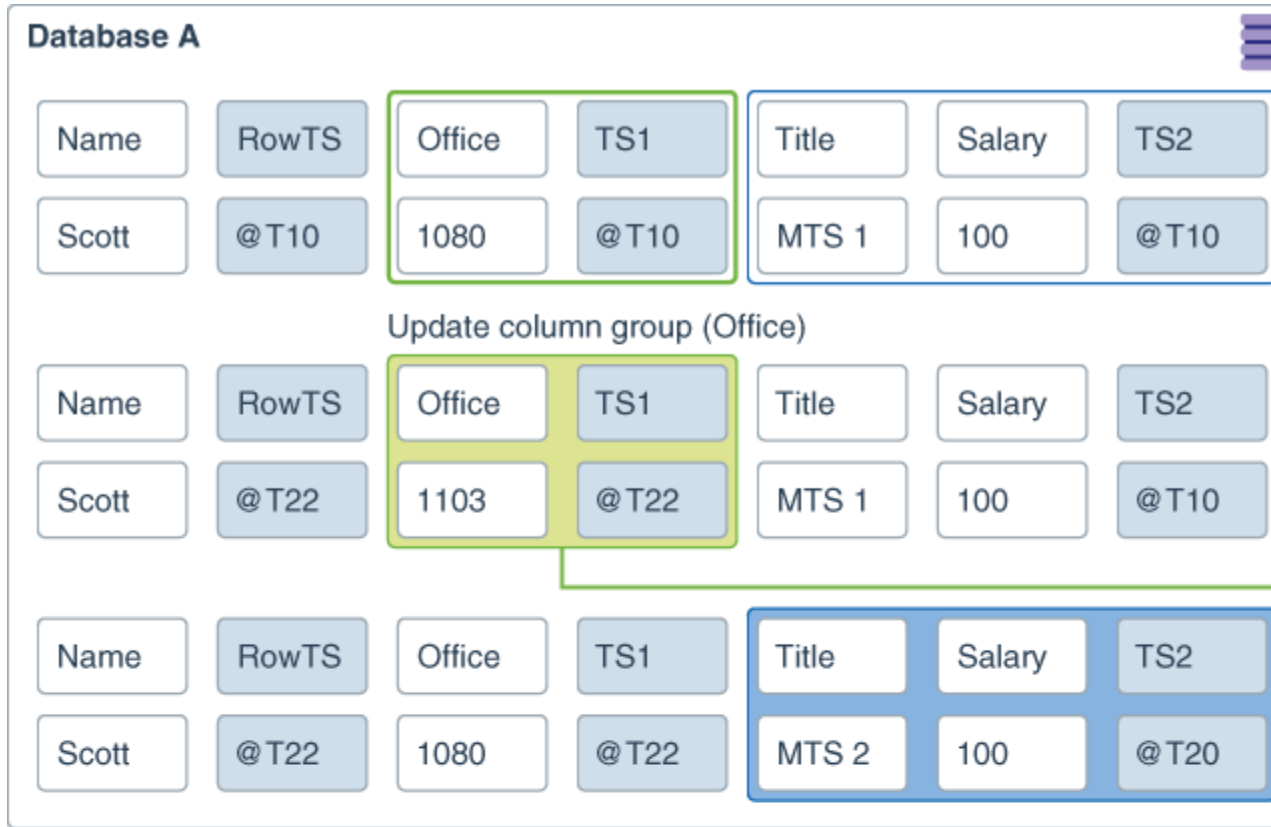 Database A
Name RowTS Office TS1 Title Salary TS2
Scott @T10 1080 @T10 MTS 1 100 @T10
Update column group (Office)
Name RowTS Office TS1 Title Salary TS2
Scott @T22 1103 @T22 MTS 1 100 @T10
Name RowTS Office TS1 Title Salary TS2
Scott @T22 1080 @T22 MTS 2 100 @T20